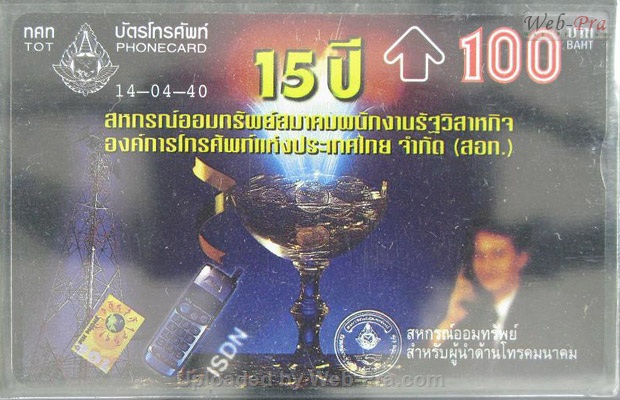 ทศท บัตรโทรศัพท์
TOT PHONECARD
14-04-40
15 ปี
100 บาท
BAHT
สหกรณ์ออมทรัพย์สมาคมพนักงานรัฐวิสาหกิจ
องค์การโทรศัพท์แห่งประเทศไทย จำกัด (สอท.)
ISDN
สหกรณ์ออมทรัพย์
สำหรับผู้นำด้านโทรคมนาคม
Web-Pra
Uploaded by Web-Pra.com